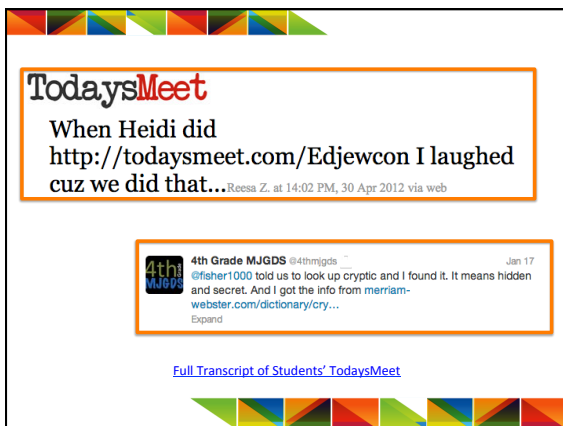 TodaysMeet
When Heidi did
http://todaysmeet.com/Edjewcon I laughed
cuz we did that...Reesa Z. at 14:02 PM, 30 Apr 2012 via web
4th Grade MJGDS @4thmjgds Jan 17
4th Grade
MJGDS
@fisher1000 told us to look up cryptic and I found it. It means hidden
and secret. And I got the info from merriam-
webster.com/dictionary/cry…
Expand
Full Transcript of Students' TodaysMeet